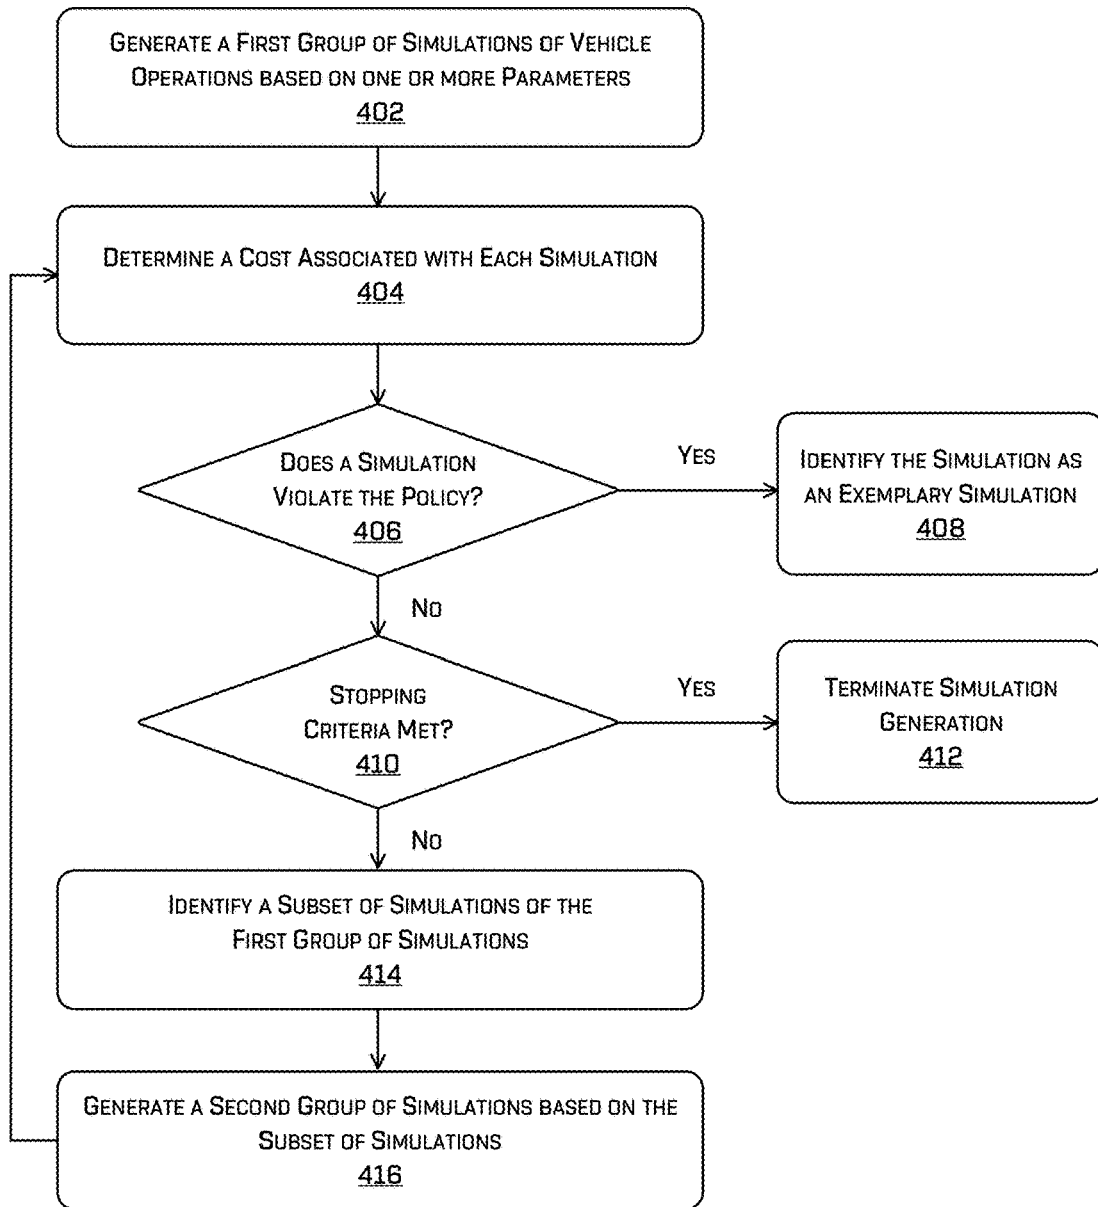 Generate a First Group of Simulations of Vehicle
Operations based on one or more Parameters
402
Determine a Cost Associated with Each Simulation
404
Does a Simulation
Violate the Policy?
406
Yes
Identify the Simulation as
an Exemplary Simulation
408
No
Stopping
Criteria Met?
410
Yes
Terminate Simulation
Generation
412
No
Identify a Subset of Simulations of the
First Group of Simulations
414
Generate a Second Group of Simulations based on the
Subset of Simulations
416